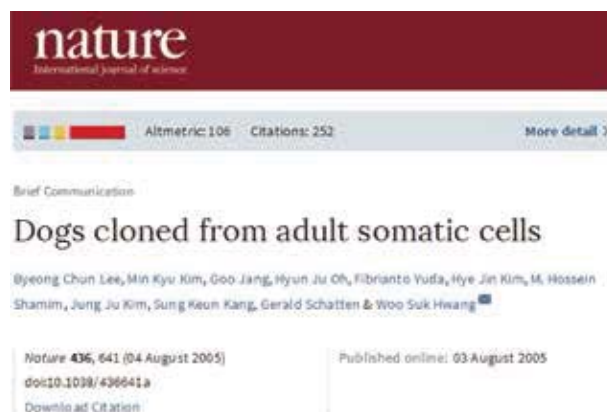 nature
International journal of science
Altmetric: 106 Citations: 252 More detail
Brief Communication
Dogs cloned from adult somatic cells
Byeong Chun Lee, Min Kyu Kim, Goo Jang, Hyun Ju Oh, Fibrianto Yuda, Hye Jin Kim, M. Hossein
Shamim, Jung Ju Kim, Sung Keun Kang, Gerald Schatten & Woo Suk Hwang
Nature 436, 641 (04 August 2005)
doi:10.1038/436641a
Download Citation
Published online: 03 August 2005